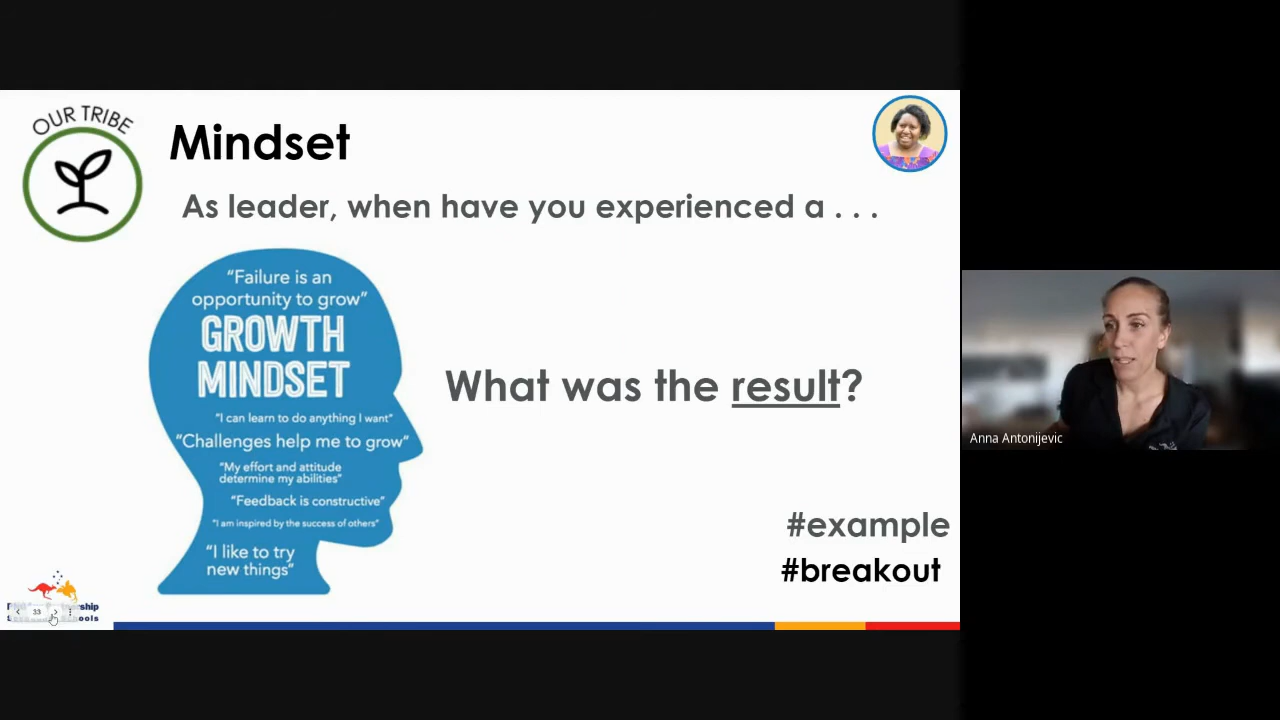 OUR TRIBE
Mindset
As leader, when have you experienced a . . .
“Failure is an
opportunity to grow”
GROWTH
MINDSET
“I can learn to do anything I want”
“Challenges help me to grow”
“My effort and attitude
determine my abilities”
“Feedback is constructive”
“I am inspired by the success of others”
“I like to try
new things”
What was the result?
#example
#breakout
33
Anna Antonijevic